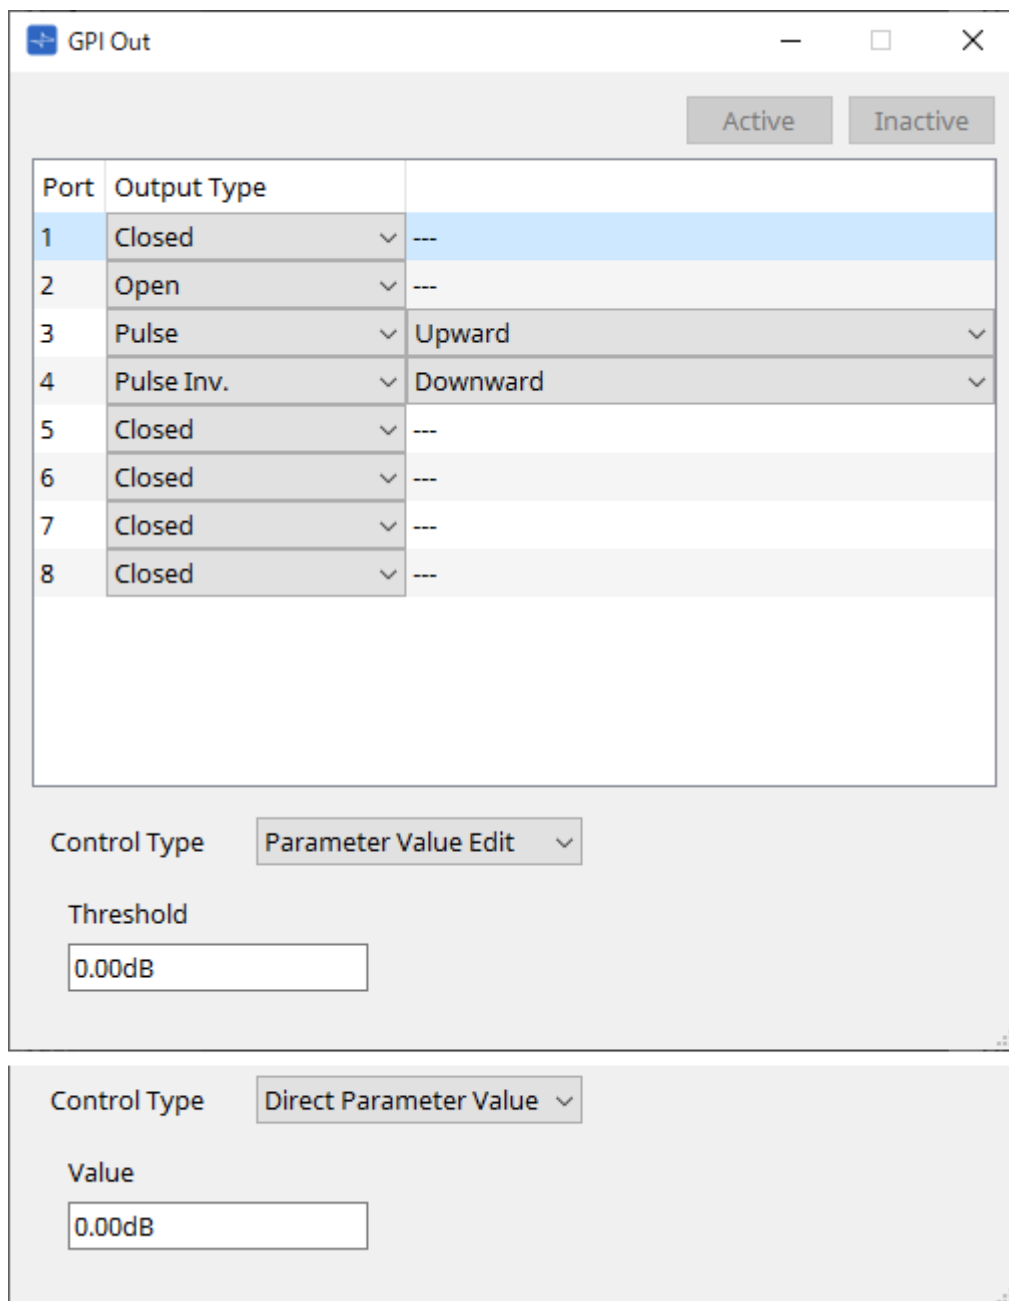 GPI Out
Active Inactive
Port Output Type
1 Closed ---
2 Open ---
3 Pulse Upward
4 Pulse Inv. Downward
5 Closed ---
6 Closed ---
7 Closed ---
8 Closed ---
Control Type Parameter Value Edit
Threshold
0.00dB
Control Type Direct Parameter Value
Value
0.00dB